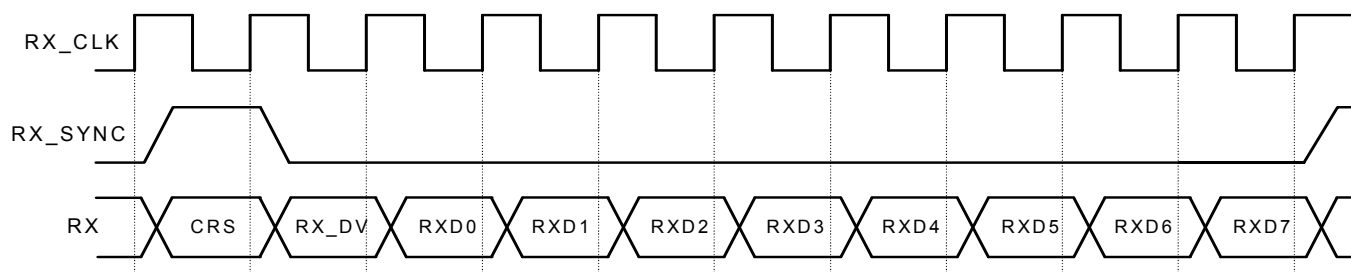 RX_CLK
RX_SYNC
RX CRS RX_DV RXD0 RXD1 RXD2 RXD3 RXD4 RXD5 RXD6 RXD7